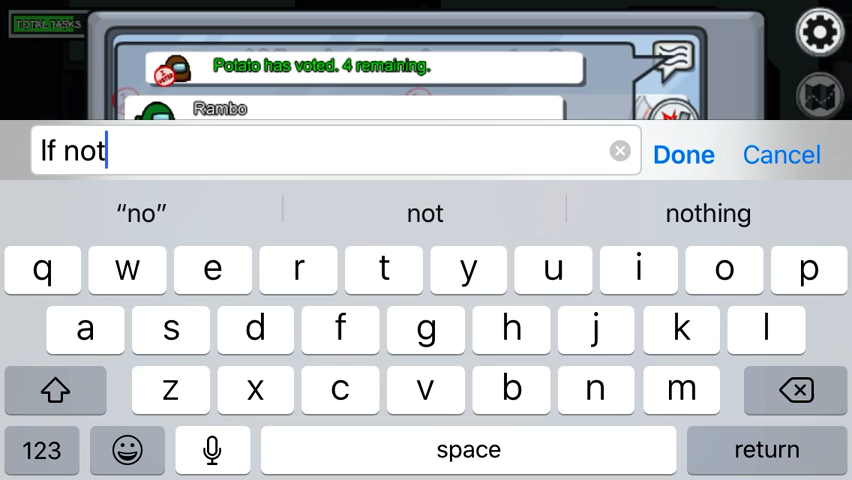 TOTAL TASKS
Potato has voted. 4 remaining.
Rambo
If not
Done
Cancel
“no”
not
nothing
q w e r t y u i o p
a s d f g h j k l
z x c v b n m
123
space
return